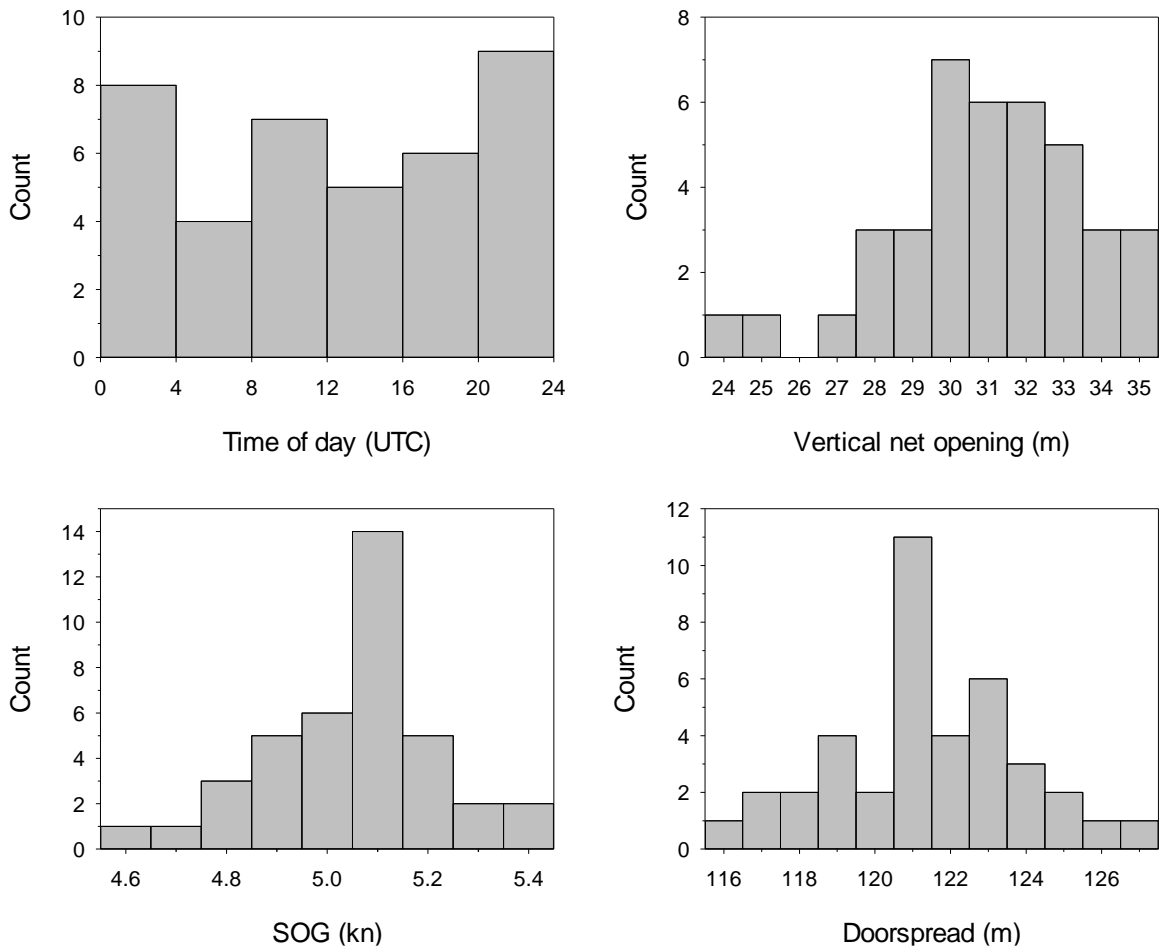 10
8
6
4
2
0
Count
0 4 8 12 16 20 24
Time of day (UTC)
8
6
4
2
0
Count
24 25 26 27 28 29 30 31 32 33 34 35
Vertical net opening (m)
14
12
10
8
6
4
2
0
Count
4.6 4.8 5.0 5.2 5.4
SOG (kn)
12
10
8
6
4
2
0
Count
116 118 120 122 124 126
Doorspread (m)